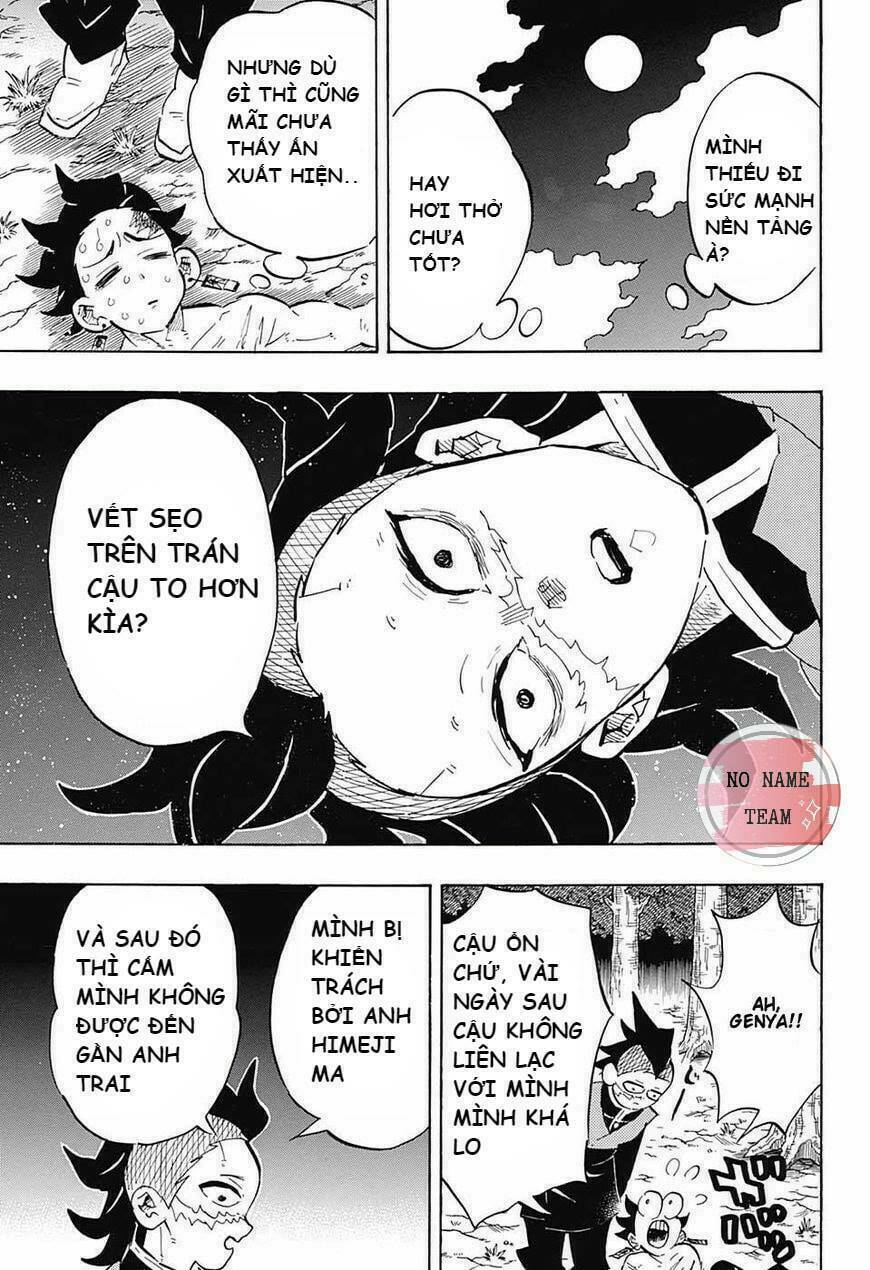 MÌNH
THIẾU ĐI
SỨC MẠNH
NỀN TẢNG
À?
HAY
HƠI THỞ
CHƯA
TỐT?
NHƯNG DÙ
GÌ THÌ CŨNG
MÃI CHƯA
THẤY ẤN
XUẤT HIỆN..
VẾT SẸO
TRÊN TRÁN
CẬU TO HƠN
KÌA?
NO NAME
TEAM
AH,
GENYA!!
CẬU ỔN
CHỨ, VÀI
NGÀY SAU
CẬU KHÔNG
LIÊN LẠC
VỚI MÌNH
MÌNH KHÁ
LO
MÌNH BỊ
KHIỂN
TRÁCH
BỞI ANH
HIMEJI
MA
VÀ SAU ĐÓ
THÌ CẤM
MÌNH KHÔNG
ĐƯỢC ĐẾN
GẦN ANH
TRAI